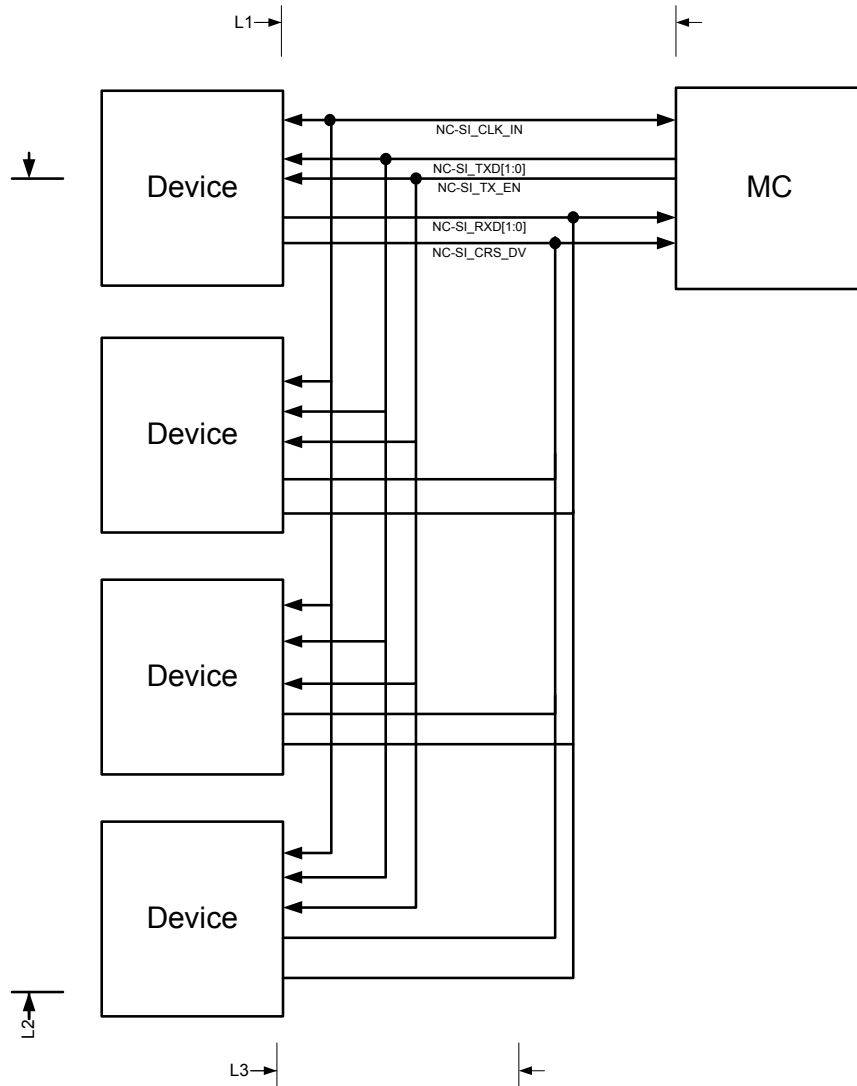 L1
NC-SI_CLK_IN
Device
MC
NC-SI_TXD[1:0]
NC-SI_TX_EN
NC-SI_RXD[1:0]
NC-SI_CRS_DV
Device
Device
Device
L2
L3